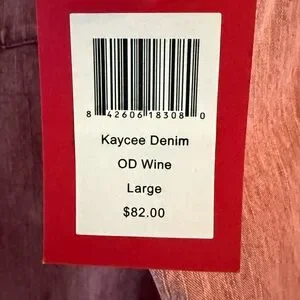 8 42606 18308 0
Kaycee Denim
OD Wine
Large
$82.00